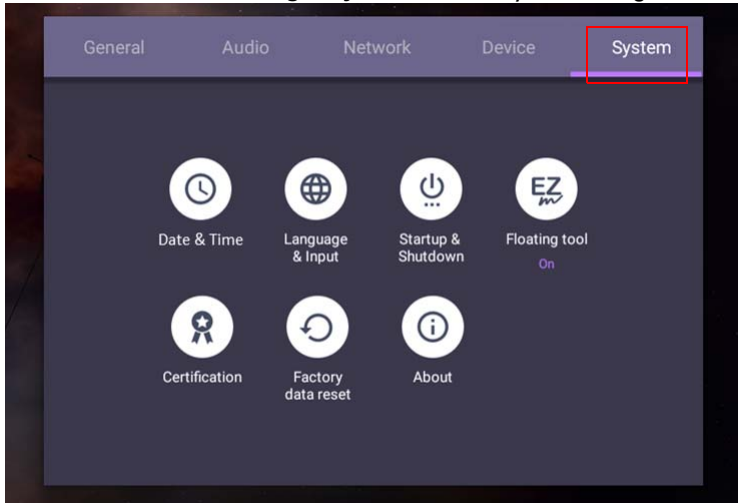 General Audio Network Device System
Date & Time
Language
& Input
Startup &
Shutdown
EZ
Floating tool
On
Certification
Factory
data reset
About